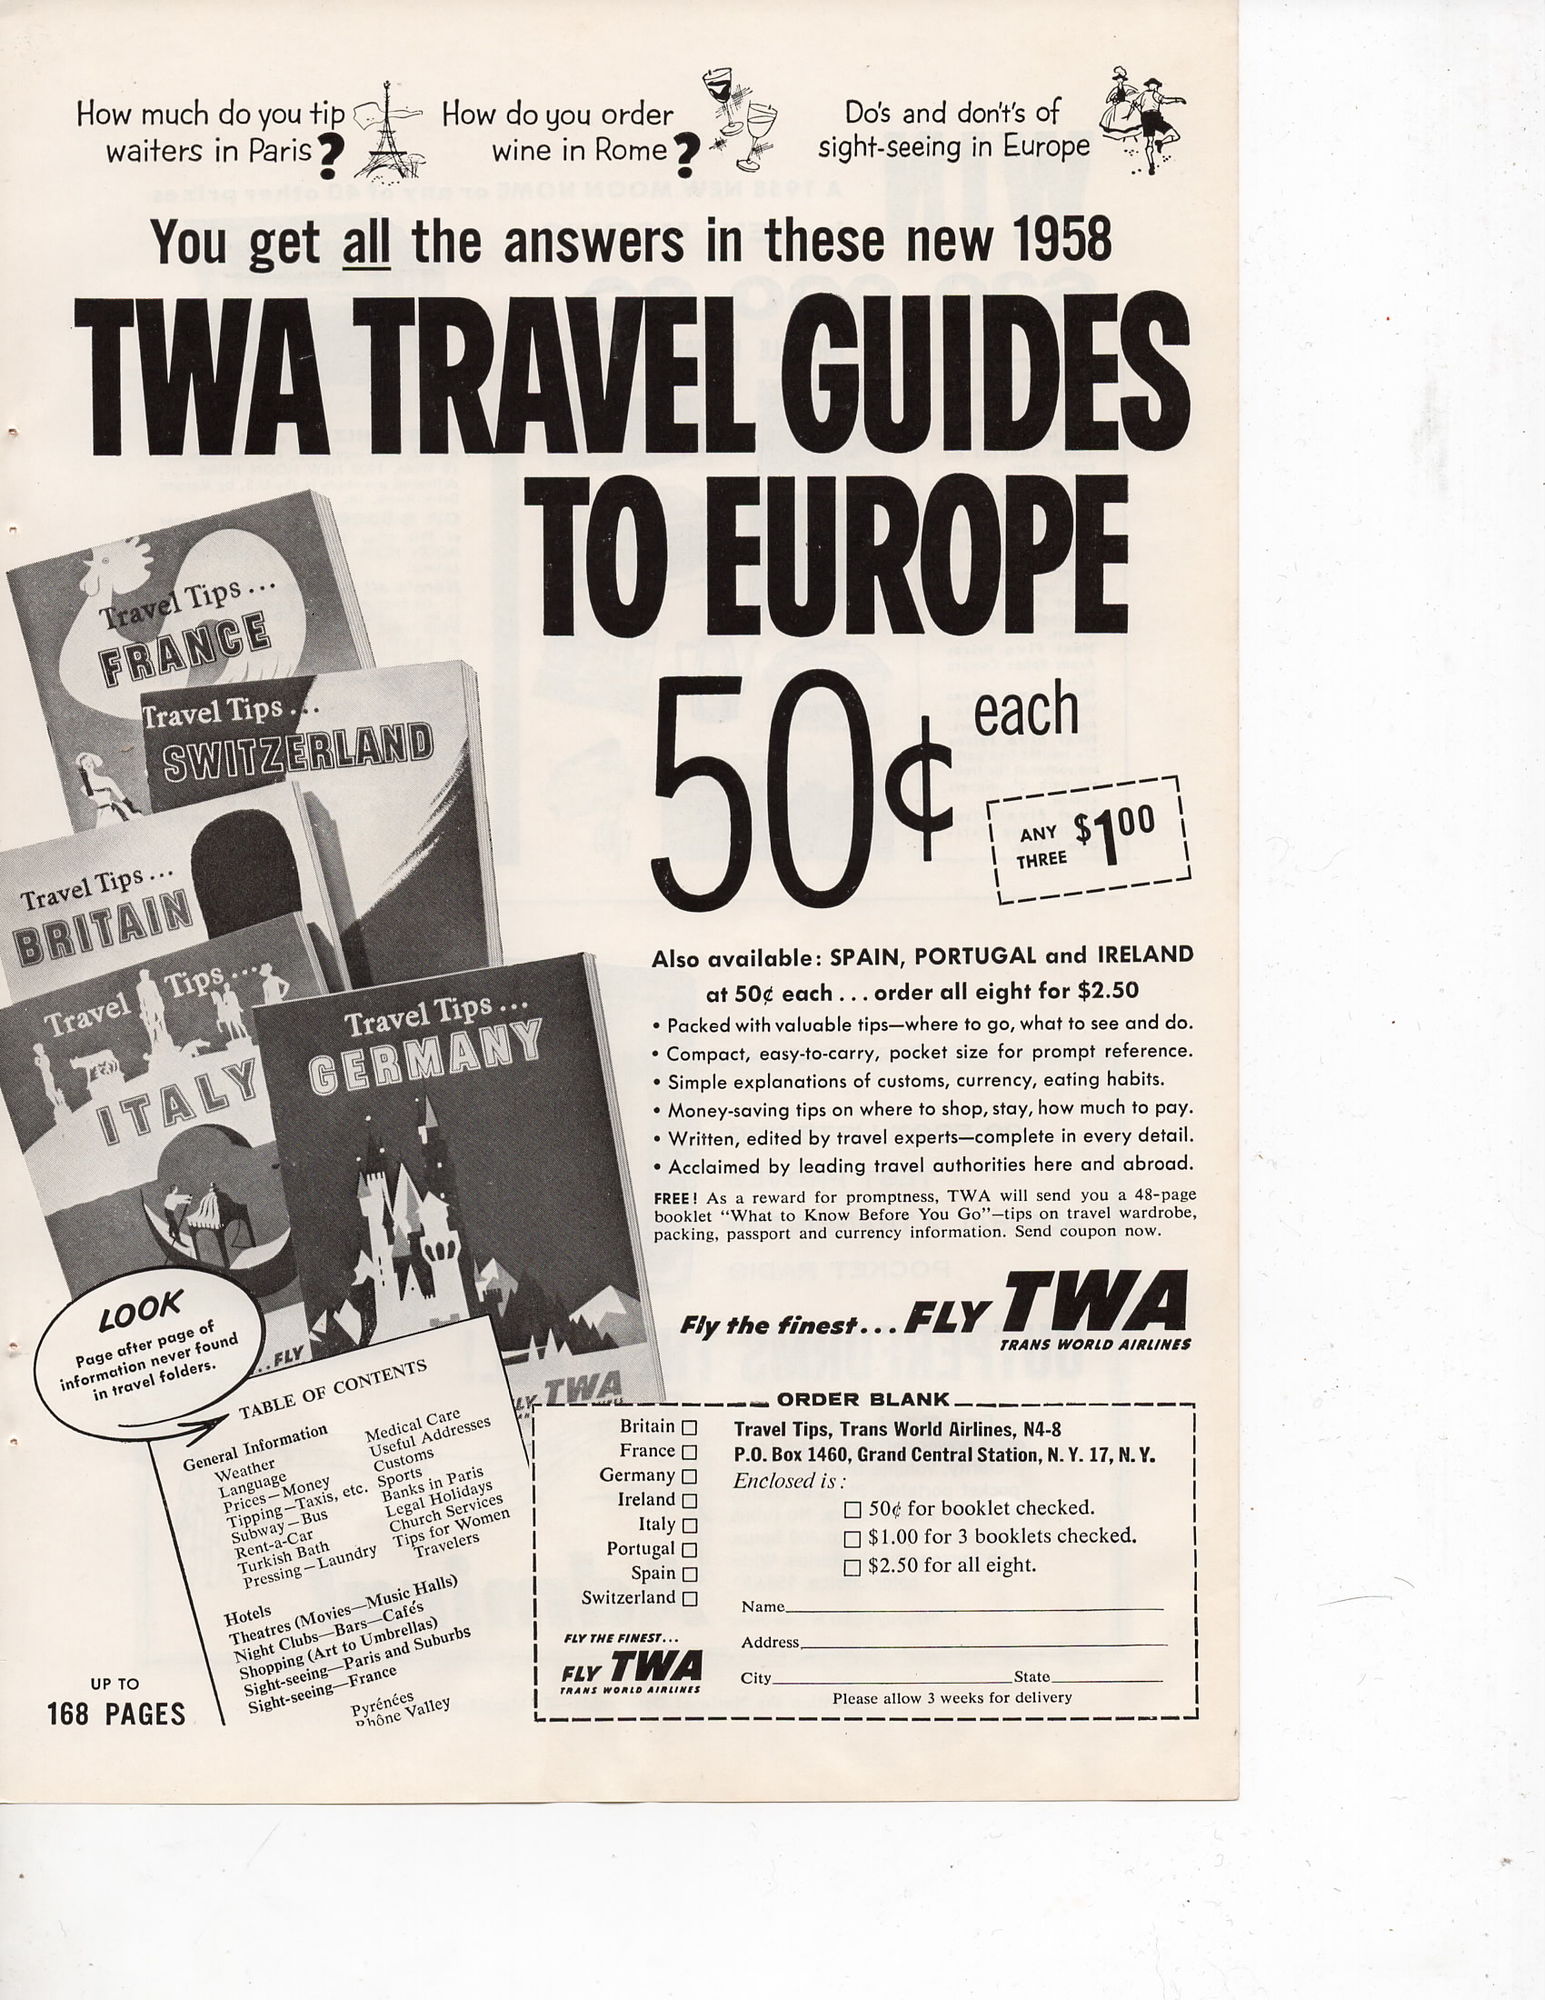 How much do you tip
waiters in Paris?
How do you order
wine in Rome?
Do's and don't's of
sight-seeing in Europe
You get all the answers in these new 1958
TWA TRAVEL GUIDES
TO EUROPE
50¢ each
ANY THREE $1.00
Travel Tips...
FRANCE
Travel Tips...
SWITZERLAND
Travel Tips...
BRITAIN
Travel Tips...
ITALY
Travel Tips...
GERMANY
...FLY
FLY TWA
Also available: SPAIN, PORTUGAL and IRELAND
at 50¢ each...order all eight for $2.50
• Packed with valuable tips—where to go, what to see and do.
• Compact, easy-to-carry, pocket size for prompt reference.
• Simple explanations of customs, currency, eating habits.
• Money-saving tips on where to shop, stay, how much to pay.
• Written, edited by travel experts—complete in every detail.
• Acclaimed by leading travel authorities here and abroad.
FREE! As a reward for promptness, TWA will send you a 48-page
booklet “What to Know Before You Go”—tips on travel wardrobe,
packing, passport and currency information. Send coupon now.
Fly the finest...FLY TWA
TRANS WORLD AIRLINES
LOOK
Page after page of
information never found
in travel folders.
TABLE OF CONTENTS
General Information
Weather
Language
Prices—Money
Tipping—Taxis, etc.
Subway—Bus
Rent-a-Car
Turkish Bath
Pressing—Laundry
Medical Care
Useful Addresses
Customs
Sports
Banks in Paris
Legal Holidays
Church Services
Tips for Women
Travelers
Hotels
Theatres (Movies—Music Halls)
Night Clubs—Bars—Cafés
Shopping (Art to Umbrellas)
Sight-seeing—Paris and Suburbs
Sight-seeing—France
Pyrénées
Rhône Valley
UP TO
168 PAGES
ORDER BLANK
Britain
France
Germany
Ireland
Italy
Portugal
Spain
Switzerland
FLY THE FINEST...
FLY TWA
TRANS WORLD AIRLINES
Travel Tips, Trans World Airlines, N4-8
P.O. Box 1460, Grand Central Station, N.Y. 17, N.Y.
Enclosed is:
50¢ for booklet checked.
$1.00 for 3 booklets checked.
$2.50 for all eight.
Name
Address
City State
Please allow 3 weeks for delivery